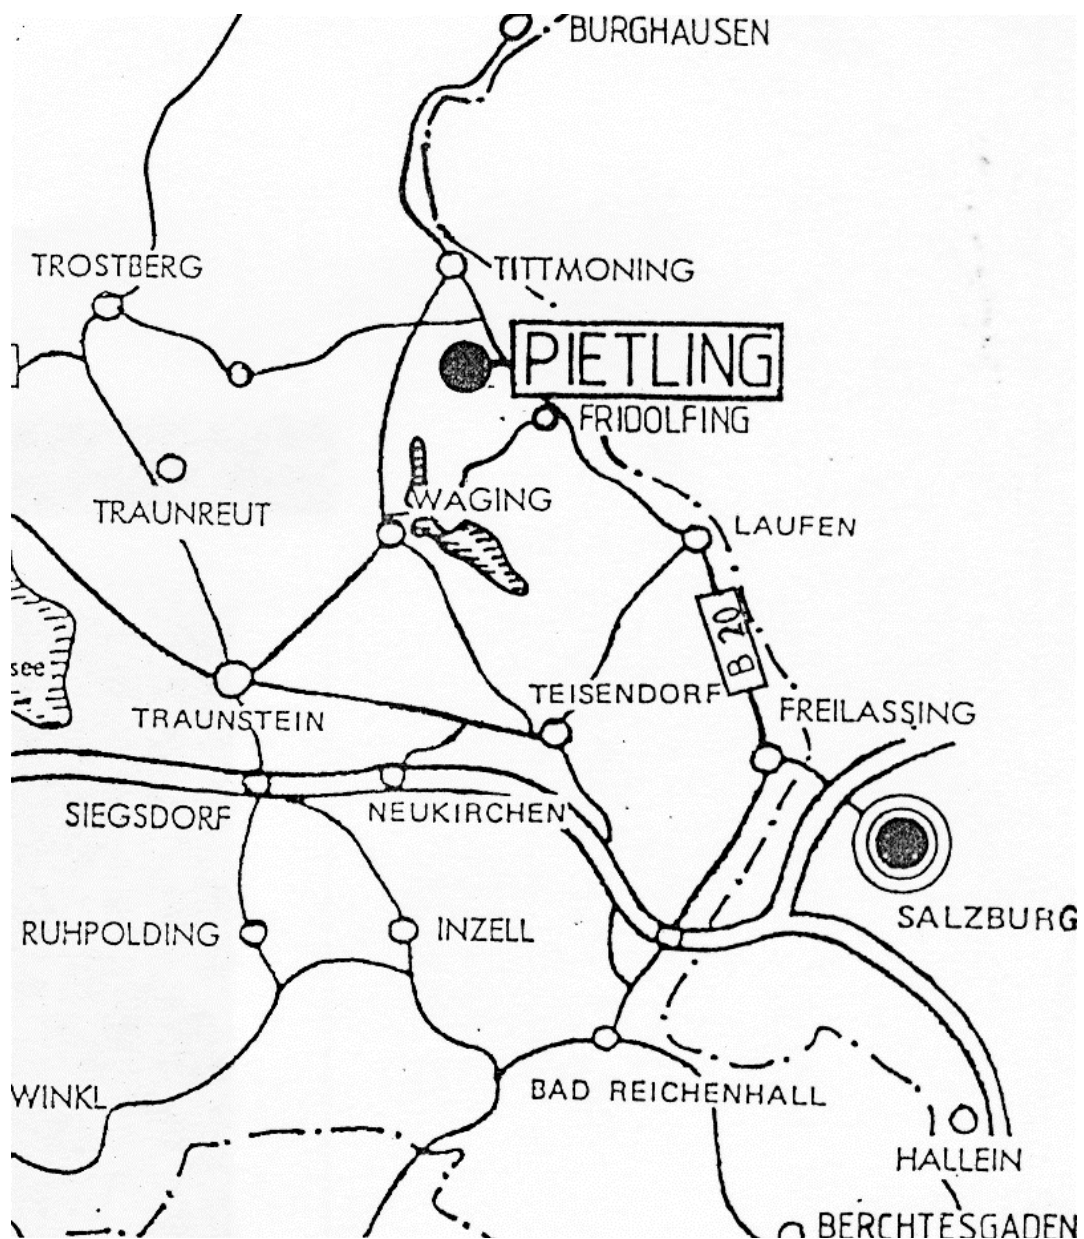 BURGHAUSEN
TROSTBERG
TITTMONING
PIETLING
FRIDOLFING
WAGING
TRAUNREUT
LAUFEN
B 20
see
TEISENDORF
FREILASSING
TRAUNSTEIN
SIEGSDORF
NEUKIRCHEN
SALZBURG
RUHPOLDING
INZELL
WINKL
BAD REICHENHALL
HALLEIN
BERCHTESGADEN